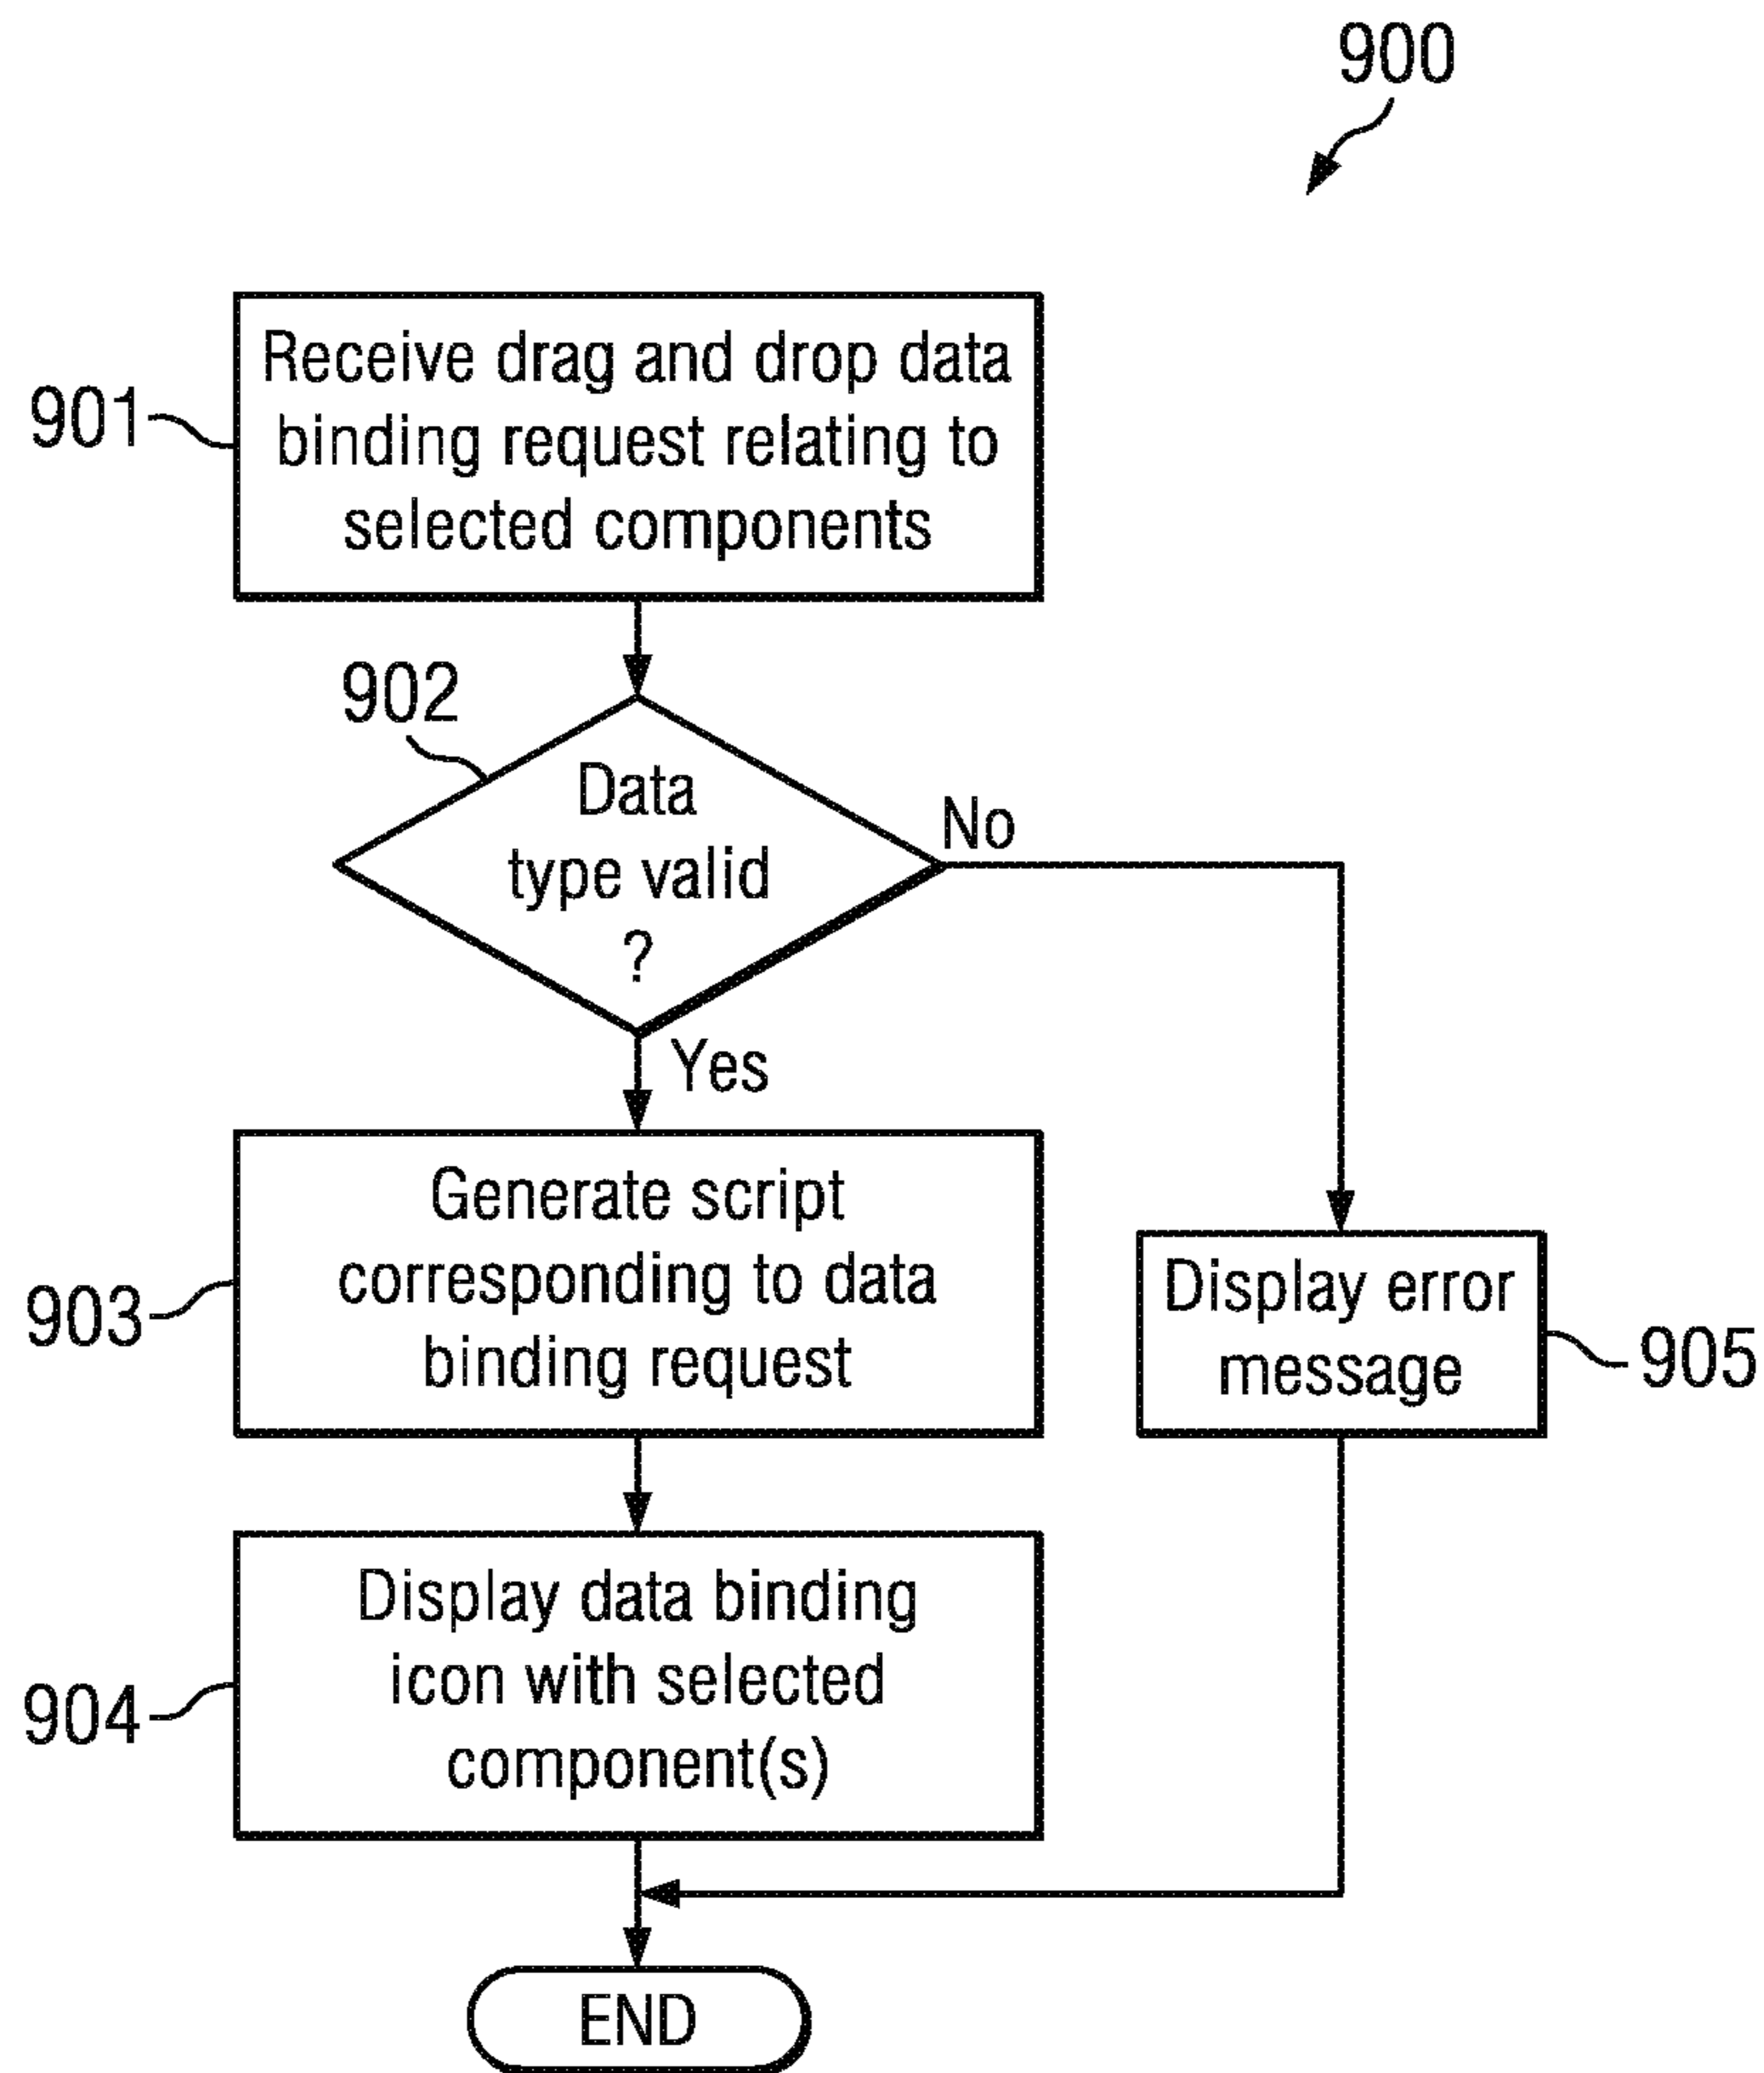 900
901
Receive drag and drop data
binding request relating to
selected components
902
Data
type valid
?
No
Yes
903
Generate script
corresponding to data
binding request
Display error
message
905
904
Display data binding
icon with selected
component(s)
END